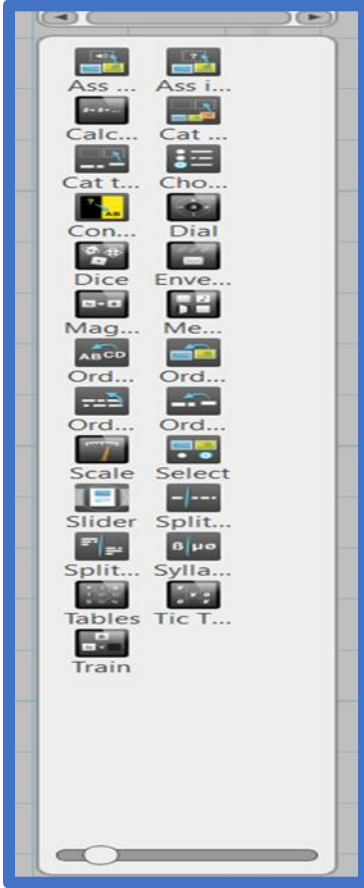 Ass ... Ass i...
Calc... Cat ...
Cat t... Cho...
Con... Dial
Dice Enve...
Mag... Me...
ABCD
Ord... Ord...
Ord... Ord...
Scale Select
Slider Split...
Split... Sylla...
Tables Tic T...
Train